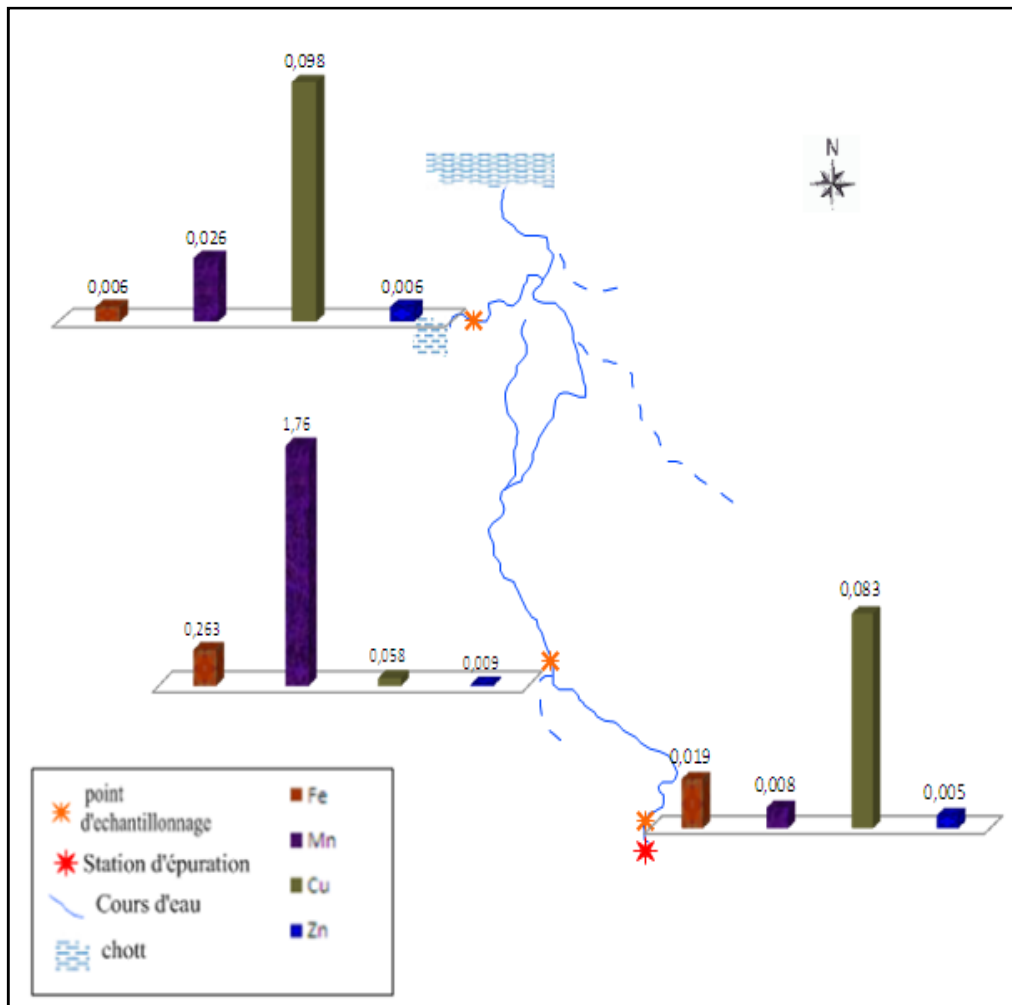 0,098
N
0,026
0,006
0,006
1,76
0,263
0,058
0,009
0,083
0,019
0,008
0,005
point
d'echantillonnage
Station d'épuration
Cours d'eau
chott
Fe
Mn
Cu
Zn